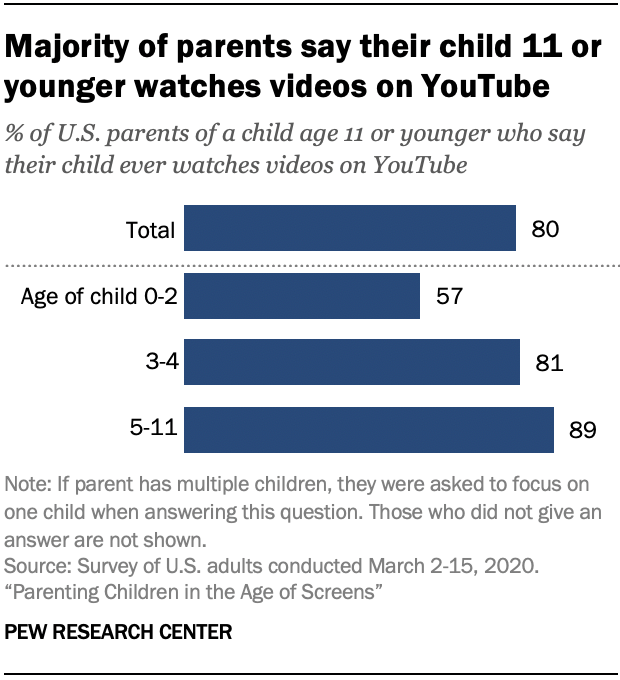 Majority of parents say their child 11 or
younger watches videos on YouTube
% of U.S. parents of a child age 11 or younger who say
their child ever watches videos on YouTube
Total 80
Age of child 0-2 57
3-4 81
5-11 89
Note: If parent has multiple children, they were asked to focus on
one child when answering this question. Those who did not give an
answer are not shown.
Source: Survey of U.S. adults conducted March 2-15, 2020.
“Parenting Children in the Age of Screens”
PEW RESEARCH CENTER